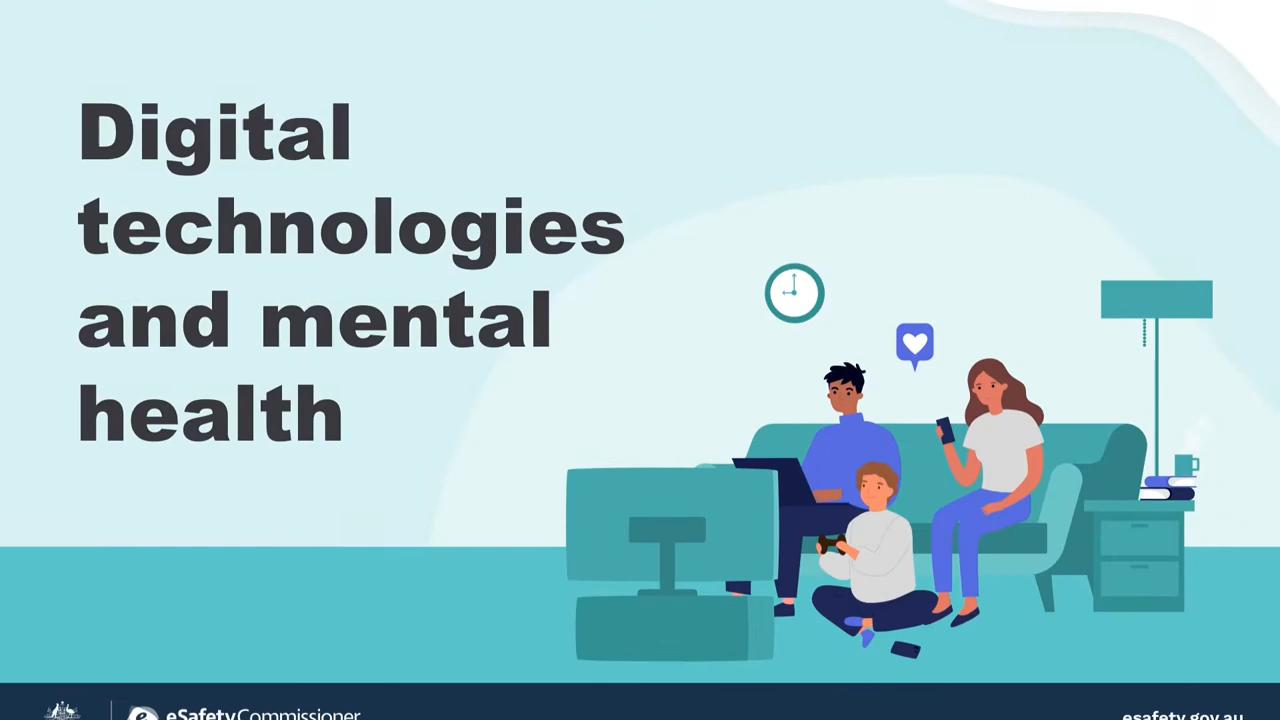 Digital
technologies
and mental
health
eSafetyCommissioner
esafety.gov.au